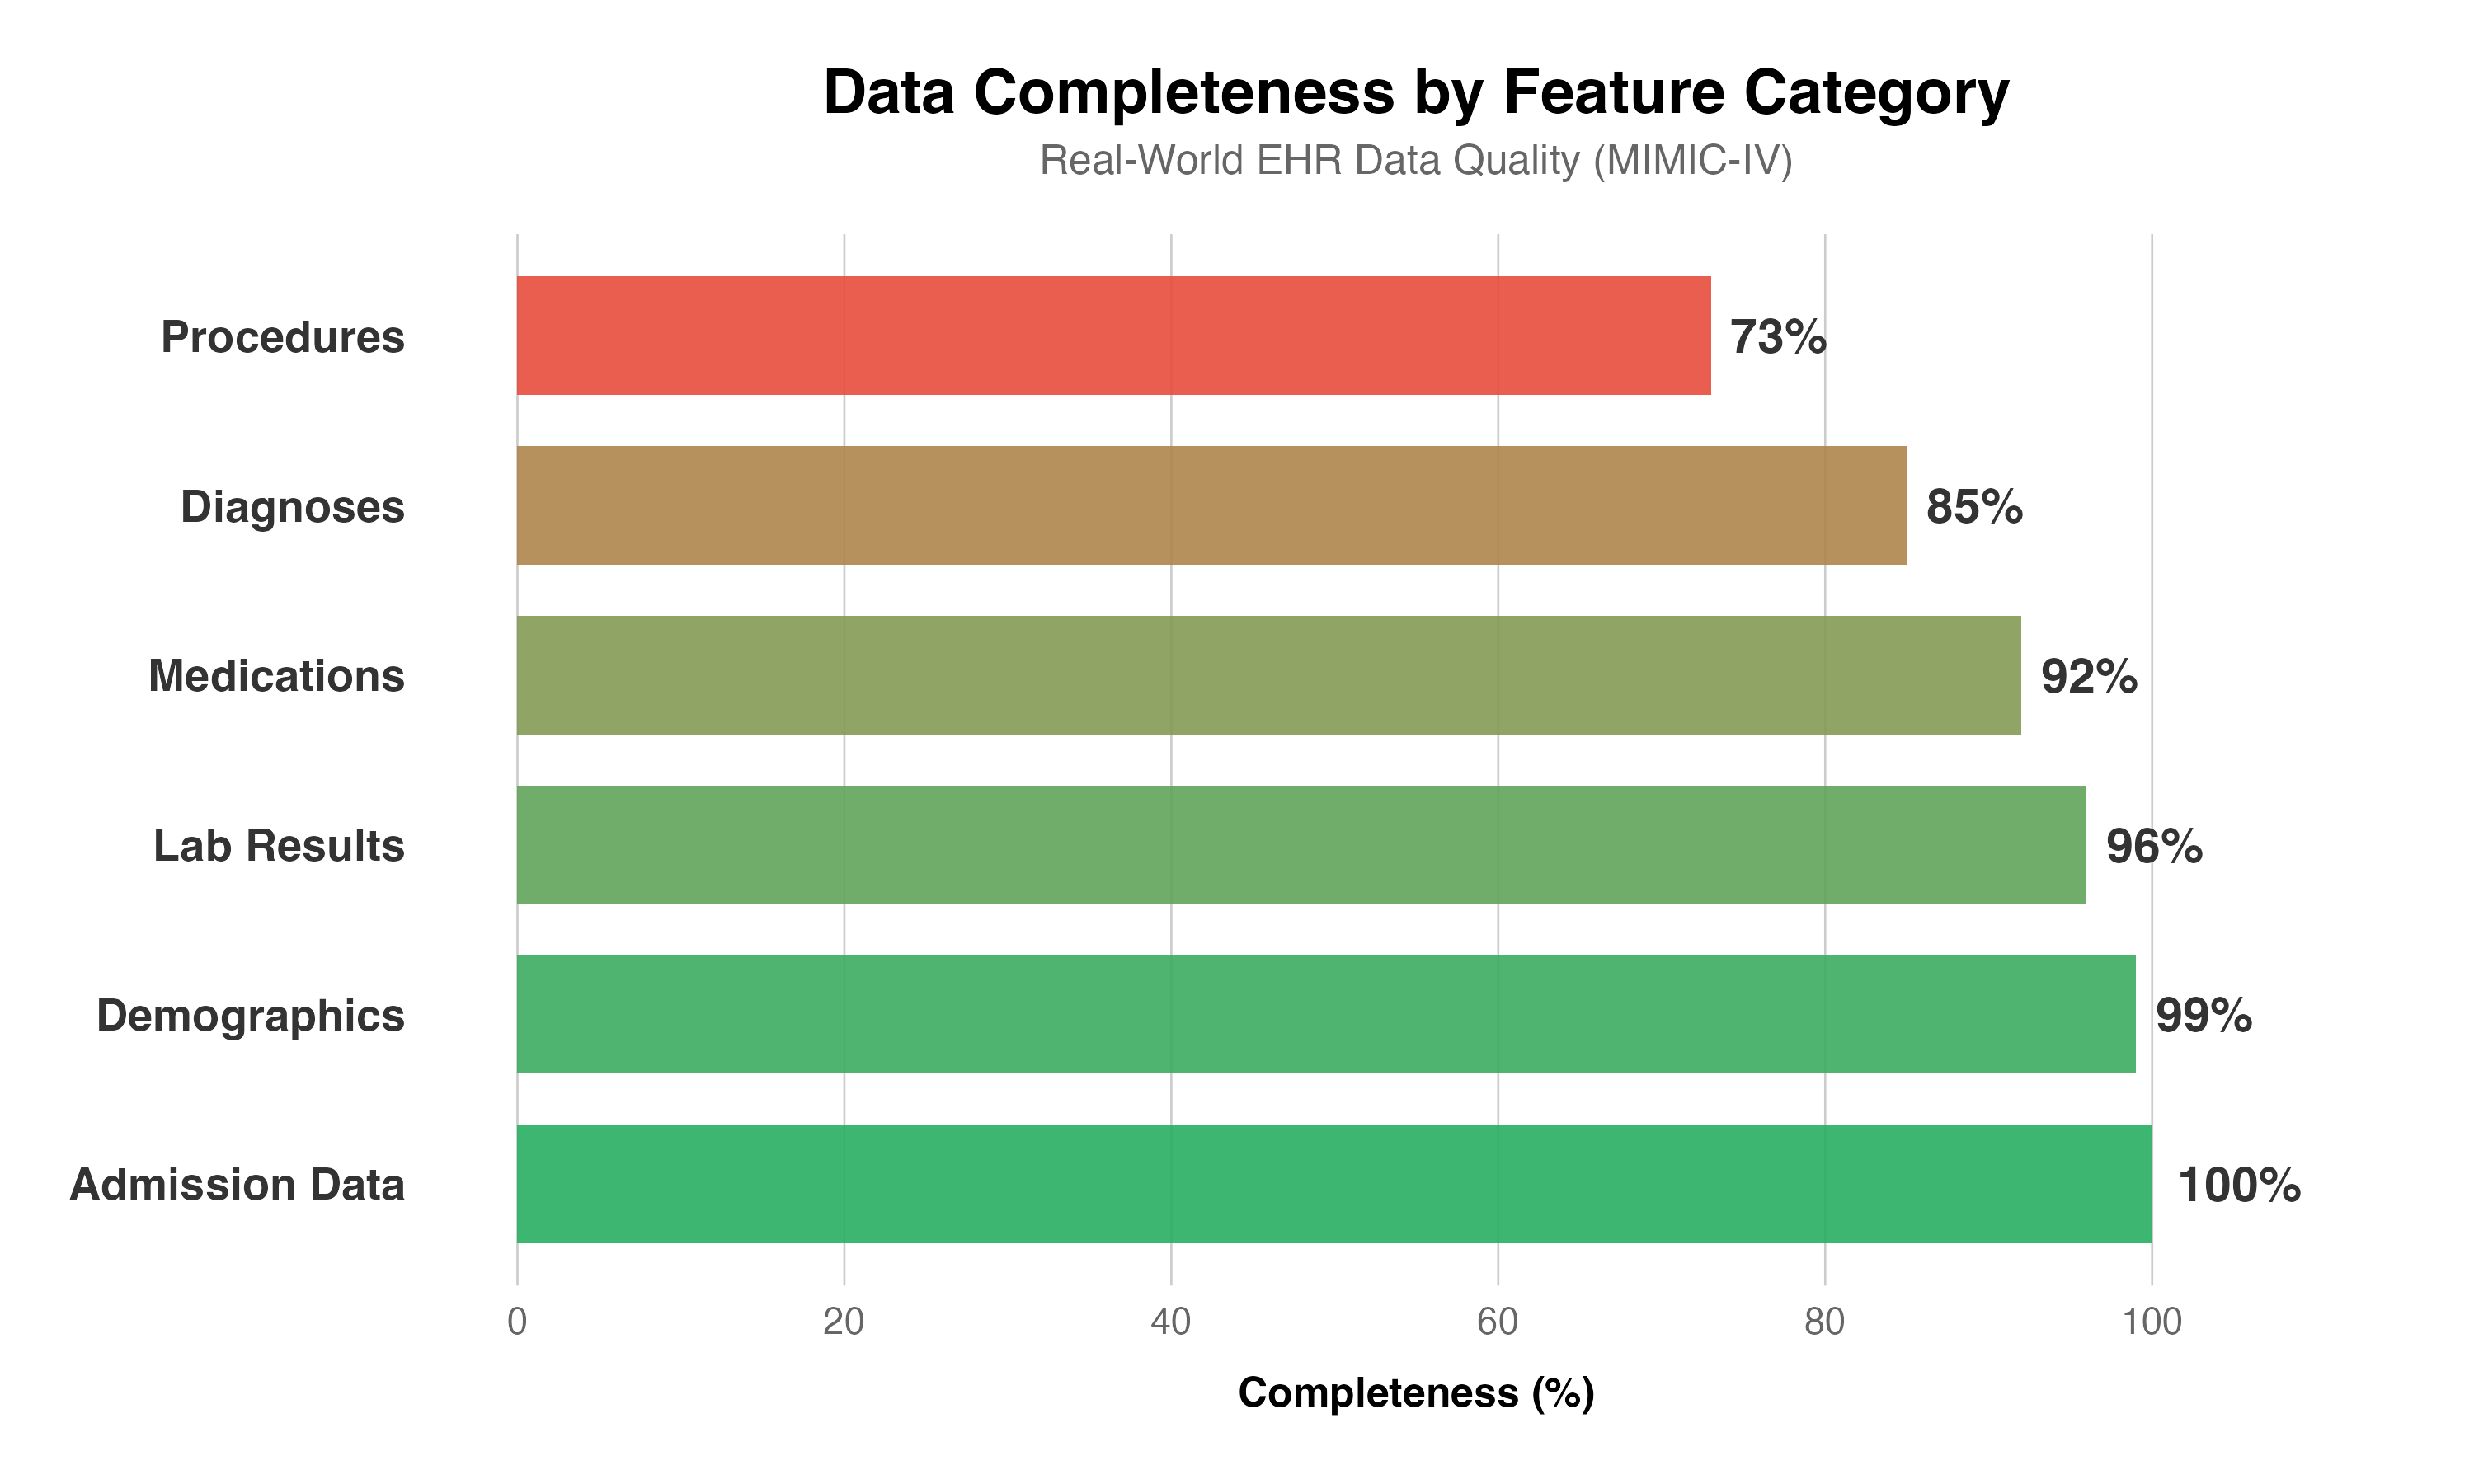 Data Completeness by Feature Category
Real-World EHR Data Quality (MIMIC-IV)
Procedures 73%
Diagnoses 85%
Medications 92%
Lab Results 96%
Demographics 99%
Admission Data 100%
0 20 40 60 80 100
Completeness (%)